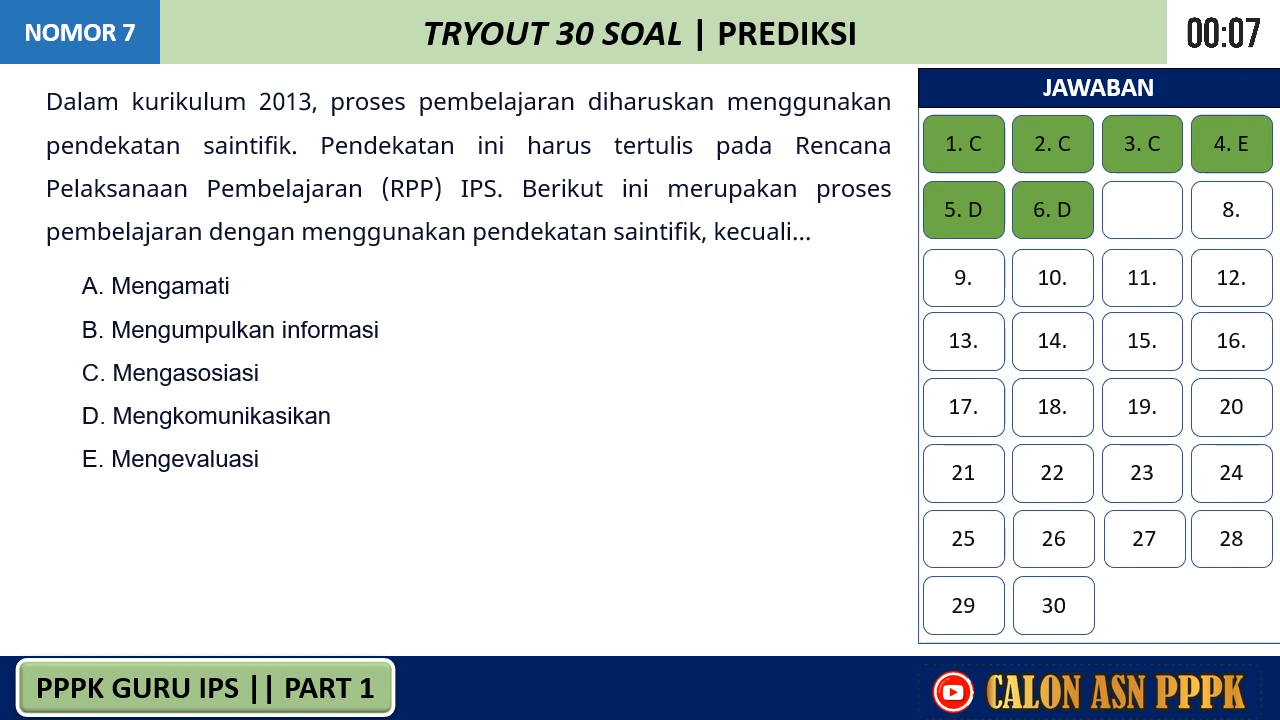 NOMOR 7
TRYOUT 30 SOAL | PREDIKSI
00:07
Dalam kurikulum 2013, proses pembelajaran diharuskan menggunakan
pendekatan saintifik. Pendekatan ini harus tertulis pada Rencana
Pelaksanaan Pembelajaran (RPP) IPS. Berikut ini merupakan proses
pembelajaran dengan menggunakan pendekatan saintifik, kecuali...
A. Mengamati
B. Mengumpulkan informasi
C. Mengasosiasi
D. Mengkomunikasikan
E. Mengevaluasi
JAWABAN
1. C 2. C 3. C 4. E
5. D 6. D 8.
9. 10. 11. 12.
13. 14. 15. 16.
17. 18. 19. 20
21 22 23 24
25 26 27 28
29 30
PPPK GURU IPS || PART 1
CALON ASN PPPK